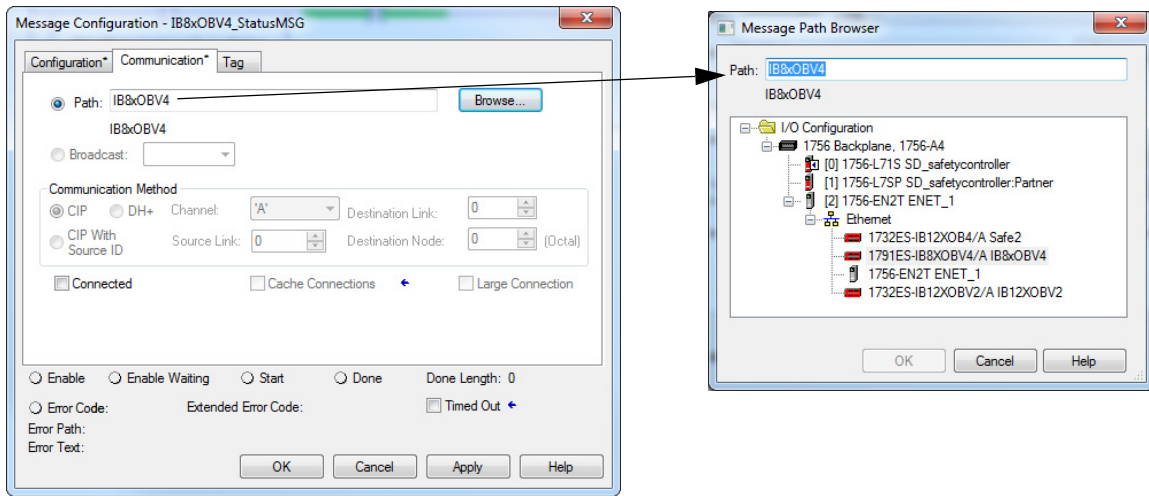 Message Configuration - IB8xOBV4_StatusMSG
Configuration* Communication* Tag
Path: IB8xOBV4 Browse...
IB8xOBV4
Broadcast:
Communication Method
CIP DH+ Channel: 'A' Destination Link: 0
CIP With Source ID Source Link: 0 Destination Node: 0 (Octal)
Connected Cache Connections Large Connection
Enable Enable Waiting Start Done Done Length: 0
Error Code: Extended Error Code: Timed Out
Error Path:
Error Text:
OK Cancel Apply Help
Message Path Browser
Path: IB8xOBV4
IB8xOBV4
I/O Configuration
1756 Backplane, 1756-A4
[0] 1756-L71S SD_safetycontroller
[1] 1756-L7SP SD_safetycontroller:Partner
[2] 1756-EN2T ENET_1
Ethernet
1732ES-IB12XOB4/A Safe2
1791ES-IB8XOBV4/A IB8xOBV4
1756-EN2T ENET_1
1732ES-IB12XOBV2/A IB12XOBV2
OK Cancel Help